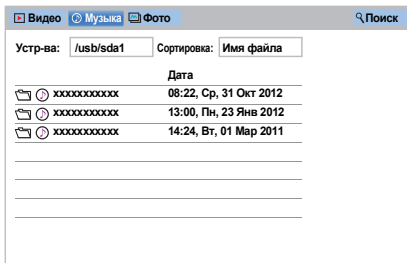 Видео Музыка Фото Поиск
Устр-ва: /usb/sda1 Сортировка: Имя файла
Дата
xxxxxxxxxxx 08:22, Ср, 31 Окт 2012
xxxxxxxxxxx 13:00, Пн, 23 Янв 2012
xxxxxxxxxxx 14:24, Вт, 01 Мар 2011